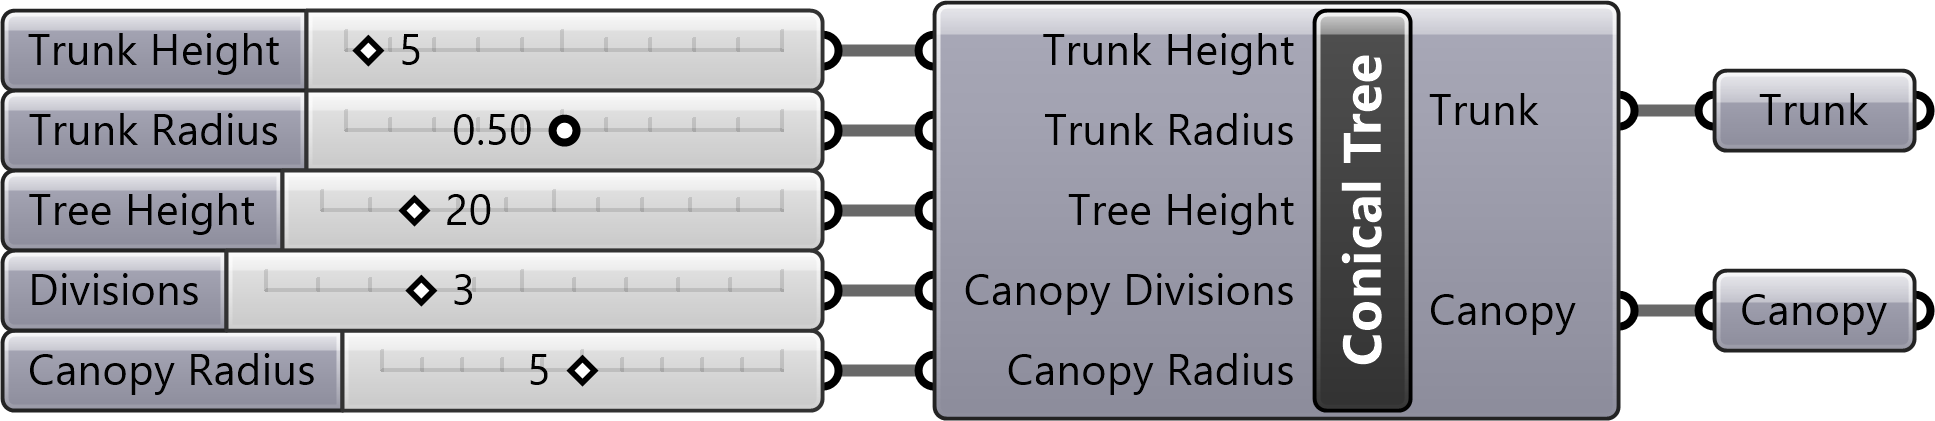 Trunk Height 5
Trunk Radius 0.50
Tree Height 20
Divisions 3
Canopy Radius 5
Trunk Height
Trunk Radius
Tree Height
Canopy Divisions
Canopy Radius
Conical Tree
Trunk
Canopy
Trunk
Canopy